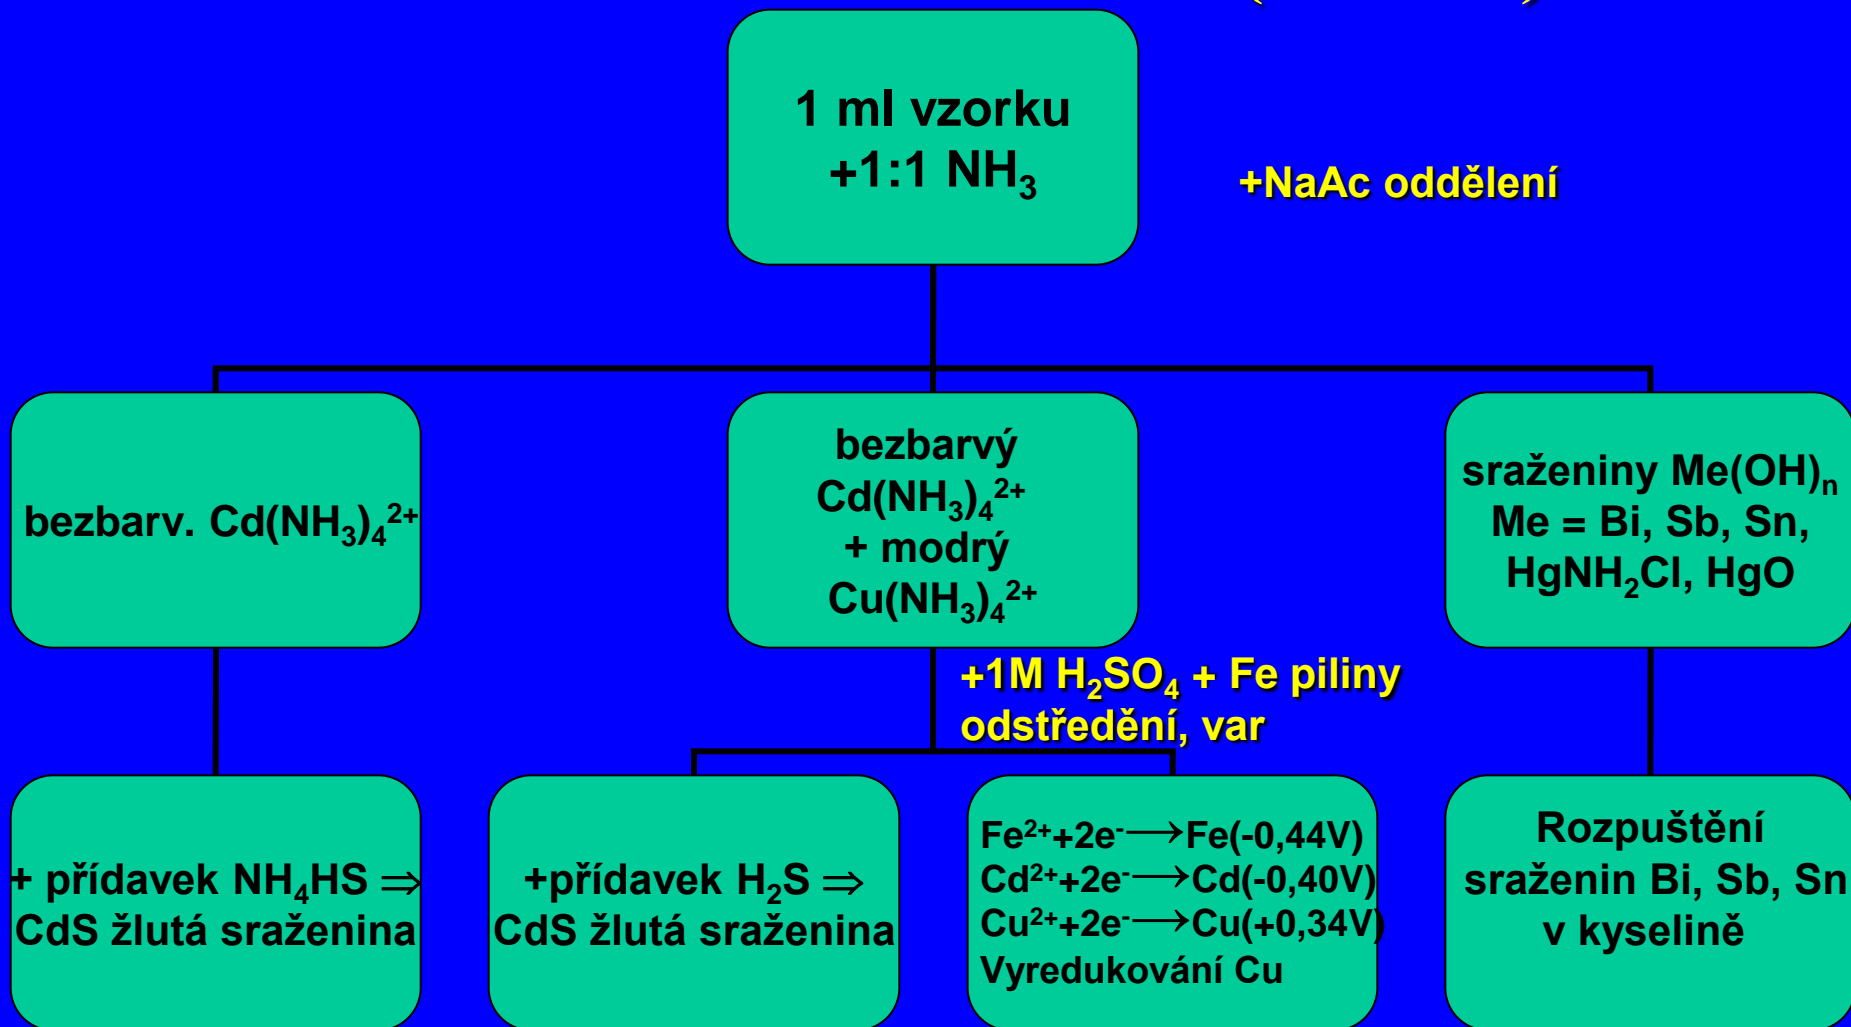 1 ml vzorku
+1:1 NH₃
+NaAc oddělení
bezbarv. Cd(NH₃)₄²⁺
bezbarvý
Cd(NH₃)₄²⁺
+ modrý
Cu(NH₃)₄²⁺
sraženiny Me(OH)ₙ
Me = Bi, Sb, Sn,
HgNH₂Cl, HgO
+1M H₂SO₄ + Fe piliny
odstředění, var
+ přídavek NH₄HS ⇒
CdS žlutá sraženina
+přídavek H₂S ⇒
CdS žlutá sraženina
Fe²⁺+2e⁻⟶Fe(-0,44V)
Cd²⁺+2e⁻⟶Cd(-0,40V)
Cu²⁺+2e⁻⟶Cu(+0,34V)
Vyredukování Cu
Rozpuštění
sraženin Bi, Sb, Sn
v kyselině